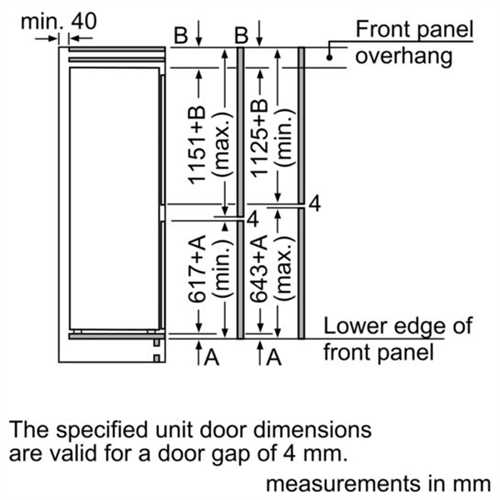 min. 40
B B
Front panel
overhang
1151+B
(max.)
1125+B
(min.)
4
4
617+A
(min.)
643+A
(max.)
Lower edge of
front panel
A A
The specified unit door dimensions
are valid for a door gap of 4 mm.
measurements in mm